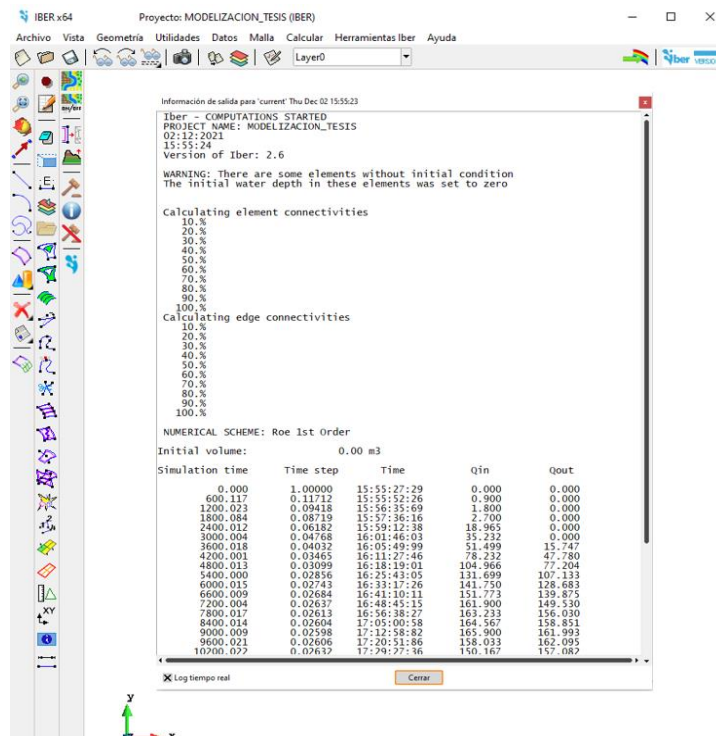 IBER x64 Proyecto: MODELIZACION_TESIS (IBER)
Archivo Vista Geometría Utilidades Datos Malla Calcular Herramientas Iber Ayuda
Layer0
Iber VERSIO
Información de salida para 'current' Thu Dec 02 15:55:23
Iber - COMPUTATIONS STARTED
PROJECT NAME: MODELIZACION_TESIS
02:12:2021
15:55:24
Version of Iber: 2.6
WARNING: There are some elements without initial condition
The initial water depth in these elements was set to zero
Calculating element connectivities
10.%
20.%
30.%
40.%
50.%
60.%
70.%
80.%
90.%
100.%
Calculating edge connectivities
10.%
20.%
30.%
40.%
50.%
60.%
70.%
80.%
90.%
100.%
NUMERICAL SCHEME: Roe 1st Order
Initial volume: 0.00 m3
Simulation time Time step Time Qin Qout
0.000 1.00000 15:55:27:29 0.000 0.000
600.117 0.11712 15:55:52:26 0.900 0.000
1200.023 0.09418 15:56:35:69 1.800 0.000
1800.084 0.08719 15:57:36:16 2.700 0.000
2400.012 0.06182 15:59:12:38 18.965 0.000
3000.004 0.04768 16:01:46:03 35.232 0.000
3600.018 0.04032 16:05:49:99 51.499 15.747
4200.001 0.03465 16:11:27:46 78.232 47.780
4800.013 0.03099 16:18:19:01 104.966 77.204
5400.000 0.02856 16:25:43:05 131.699 107.133
6000.015 0.02743 16:33:17:26 141.750 128.683
6600.009 0.02684 16:41:10:11 151.773 139.875
7200.004 0.02637 16:48:45:15 161.900 149.530
7800.017 0.02613 16:56:38:27 163.233 156.030
8400.014 0.02604 17:05:00:58 164.567 158.851
9000.009 0.02598 17:12:58:82 165.900 161.993
9600.021 0.02606 17:20:51:86 158.033 162.095
10200.022 0.02632 17:29:27:36 150.167 157.082
Log tiempo real
Cerrar
y
x